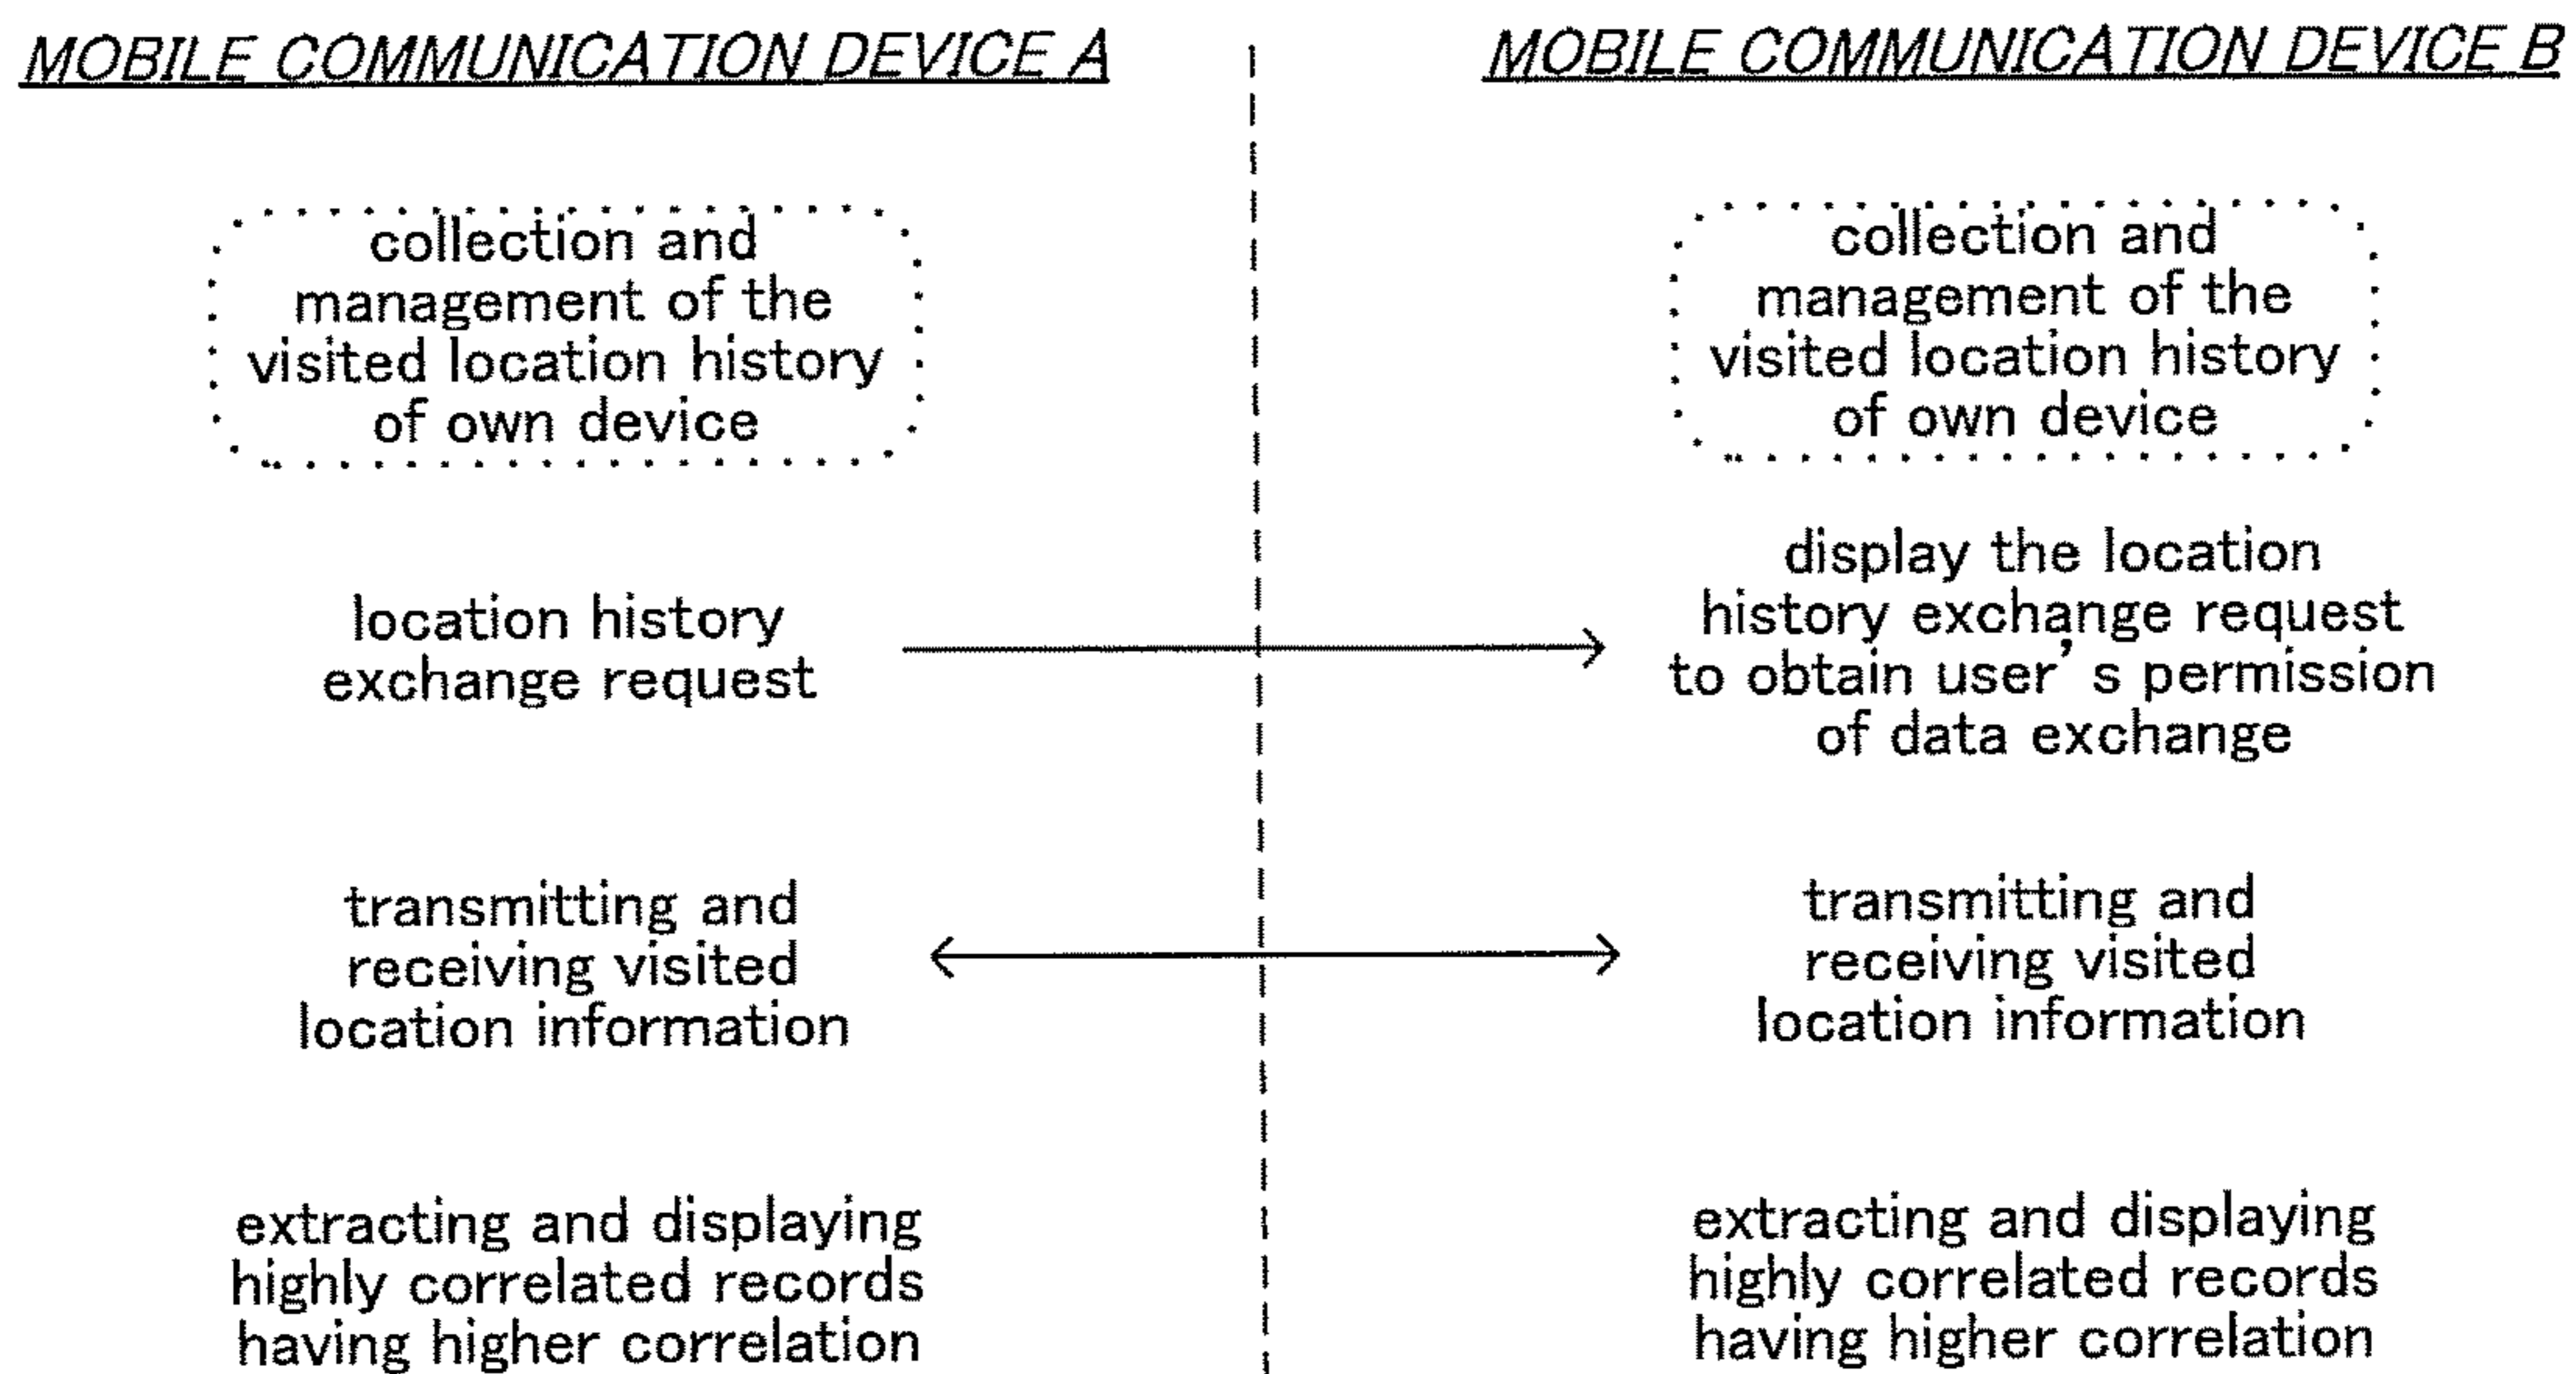 MOBILE COMMUNICATION DEVICE A
MOBILE COMMUNICATION DEVICE B
collection and
management of the
visited location history
of own device
collection and
management of the
visited location history
of own device
location history
exchange request
display the location
history exchange request
to obtain user’s permission
of data exchange
transmitting and
receiving visited
location information
transmitting and
receiving visited
location information
extracting and displaying
highly correlated records
having higher correlation
extracting and displaying
highly correlated records
having higher correlation